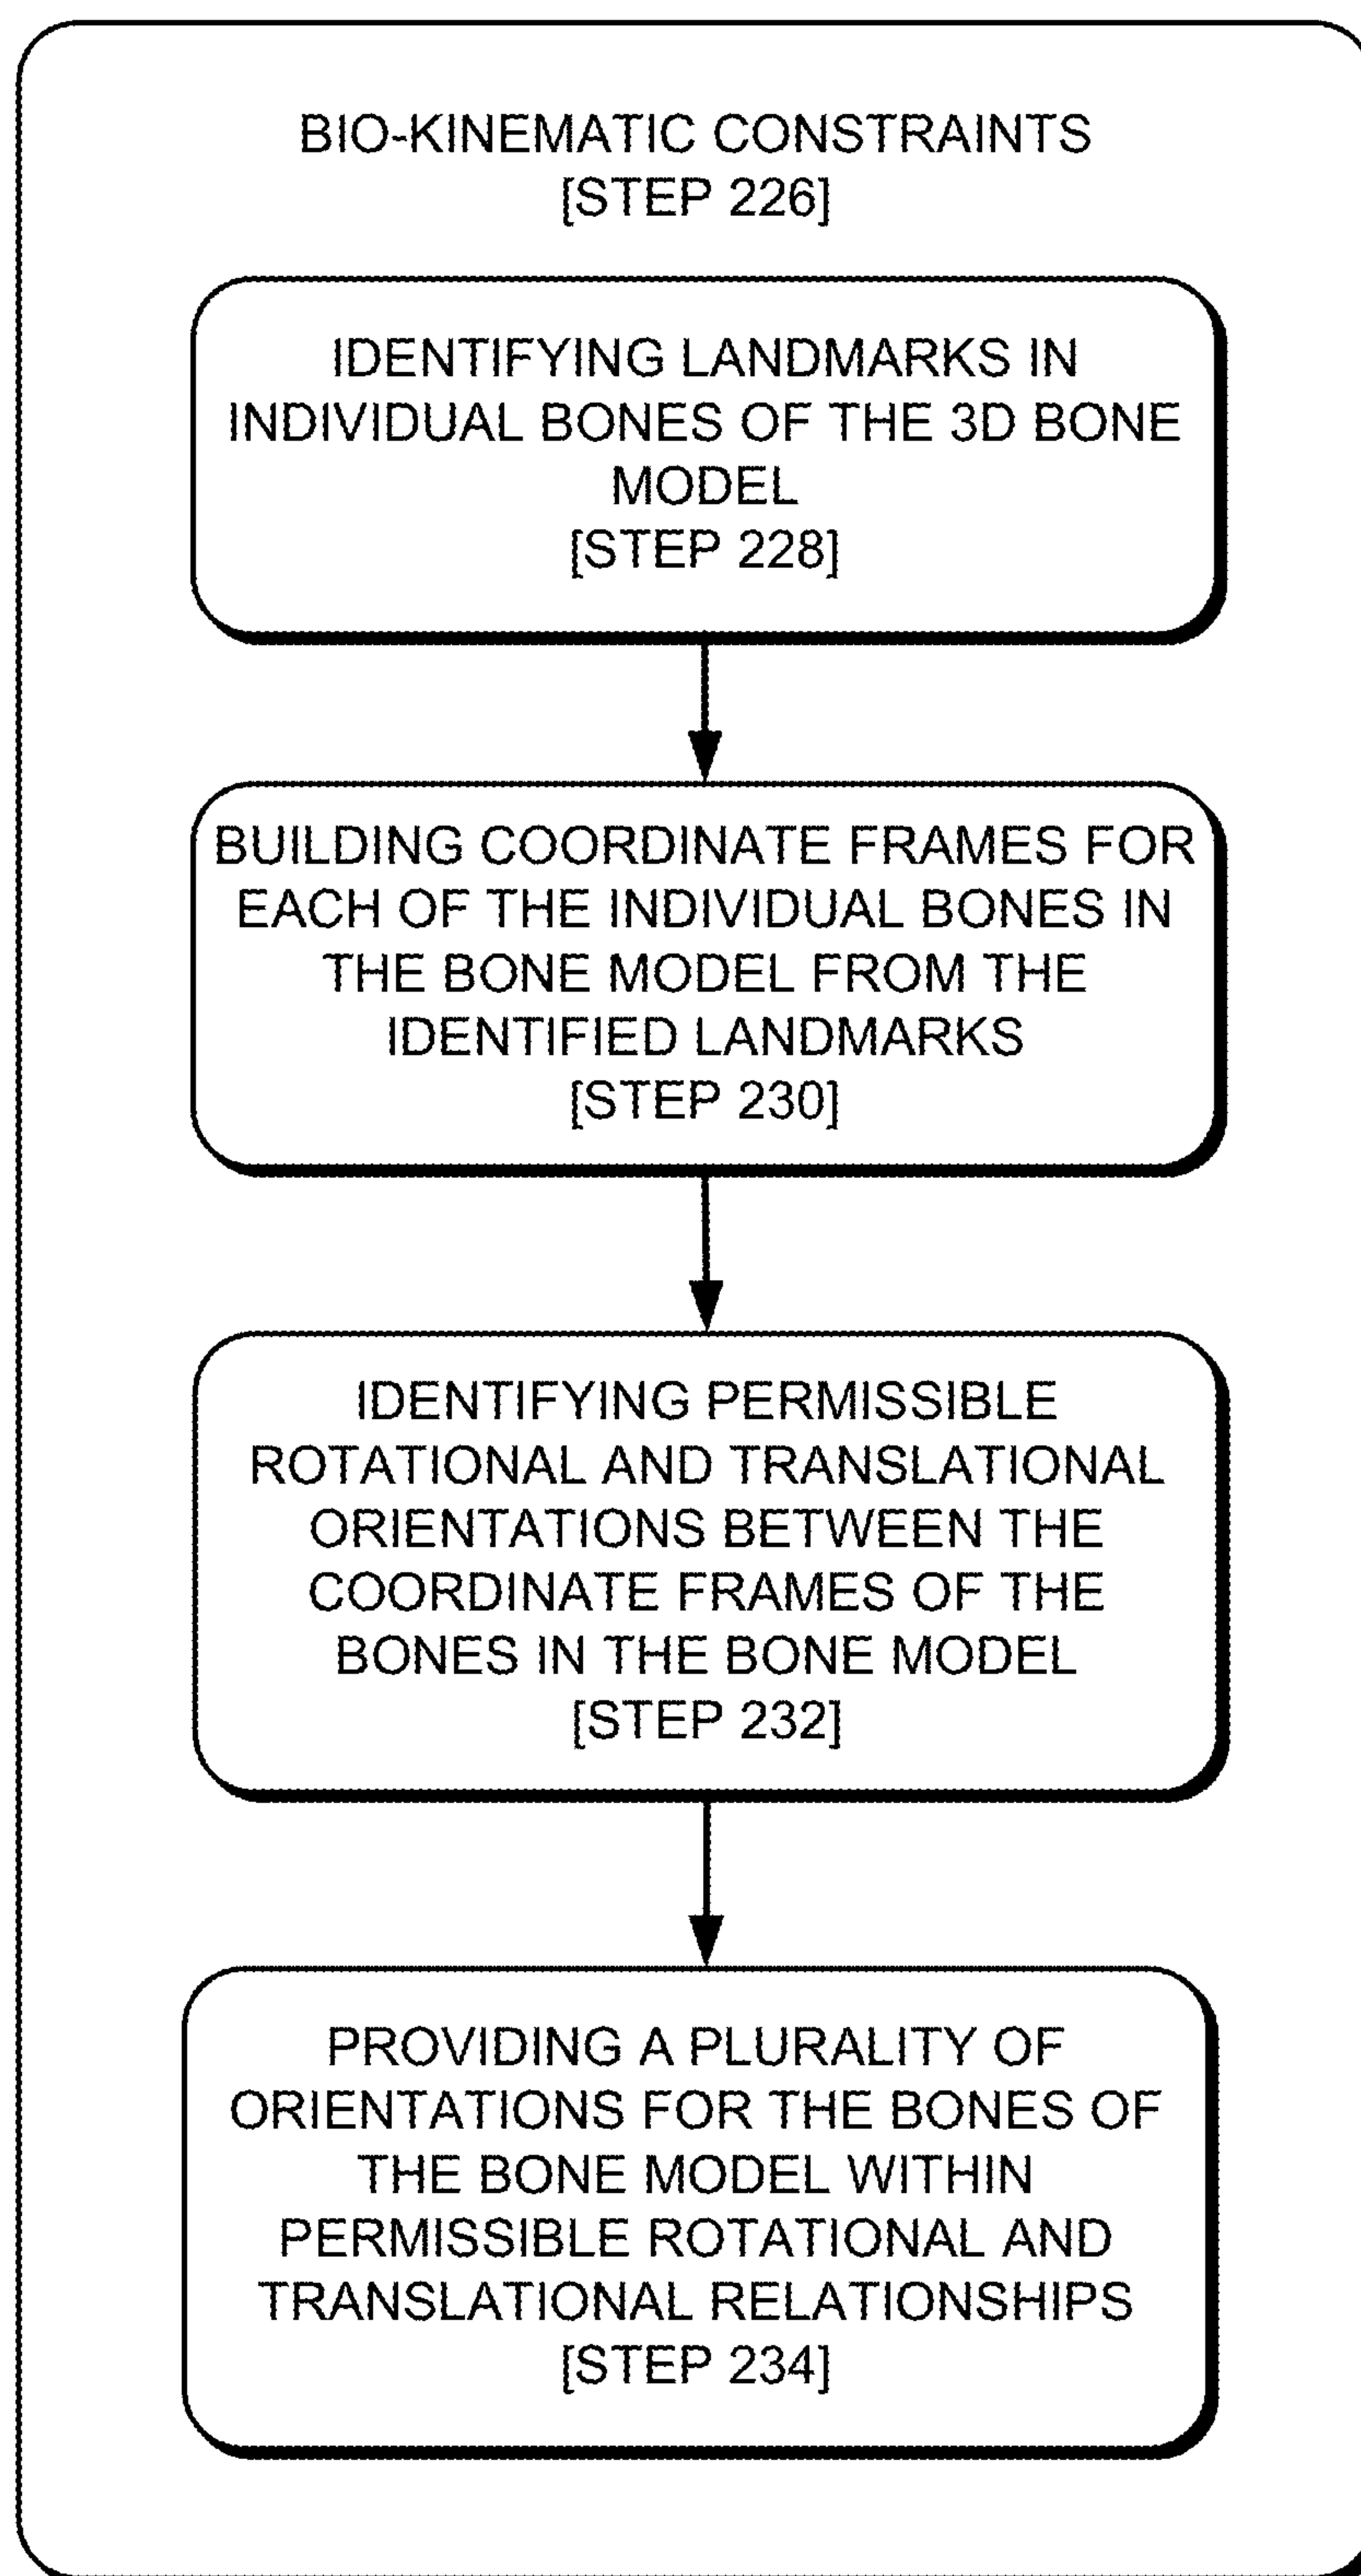 BIO-KINEMATIC CONSTRAINTS
[STEP 226]
IDENTIFYING LANDMARKS IN
INDIVIDUAL BONES OF THE 3D BONE
MODEL
[STEP 228]
BUILDING COORDINATE FRAMES FOR
EACH OF THE INDIVIDUAL BONES IN
THE BONE MODEL FROM THE
IDENTIFIED LANDMARKS
[STEP 230]
IDENTIFYING PERMISSIBLE
ROTATIONAL AND TRANSLATIONAL
ORIENTATIONS BETWEEN THE
COORDINATE FRAMES OF THE
BONES IN THE BONE MODEL
[STEP 232]
PROVIDING A PLURALITY OF
ORIENTATIONS FOR THE BONES OF
THE BONE MODEL WITHIN
PERMISSIBLE ROTATIONAL AND
TRANSLATIONAL RELATIONSHIPS
[STEP 234]